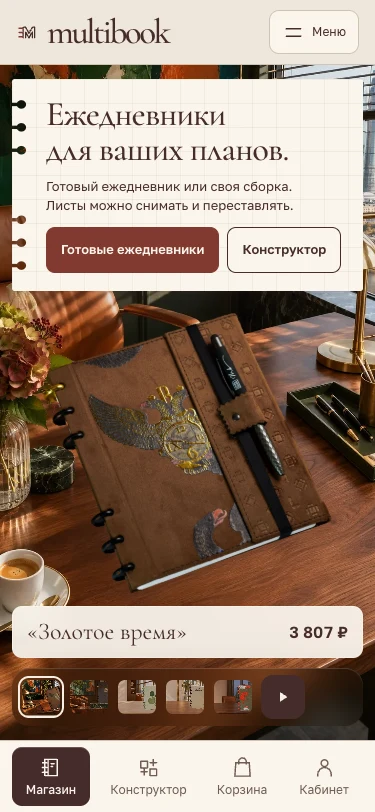 multibook
Меню
Ежедневники
для ваших планов.
Готовый ежедневник или своя сборка.
Листы можно снимать и переставлять.
Готовые ежедневники
Конструктор
«Золотое время»
3 807 ₽
Магазин
Конструктор
Корзина
Кабинет